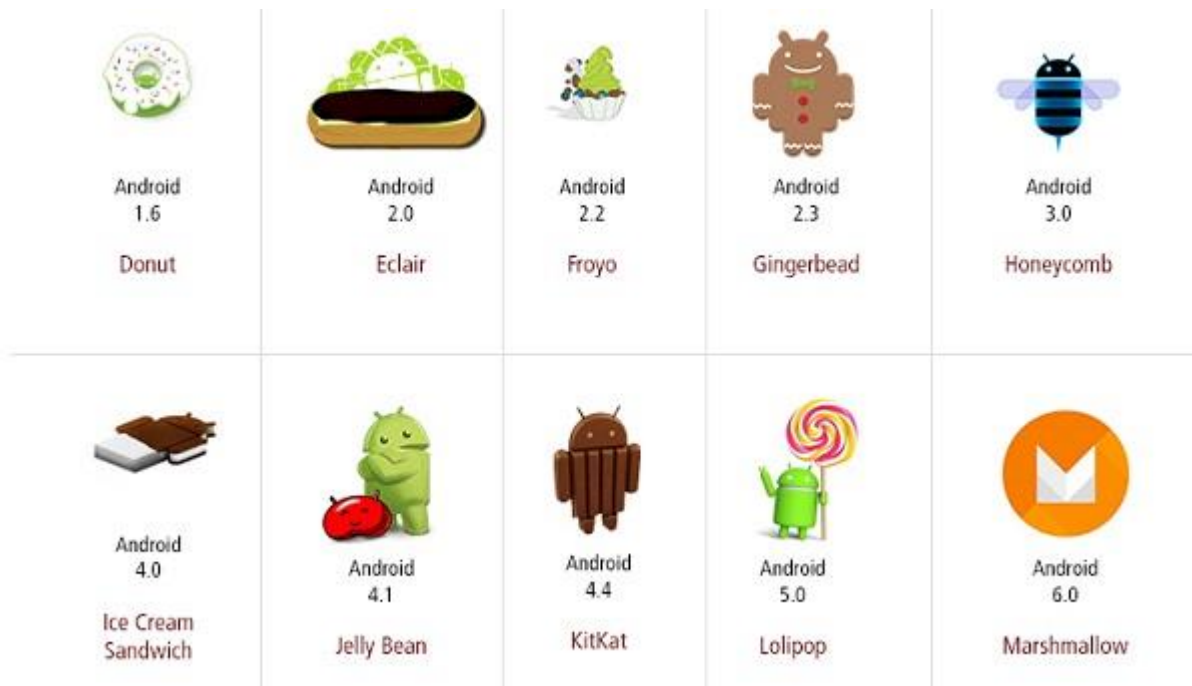 Android
1.6
Donut
Android
2.0
Eclair
Android
2.2
Froyo
Android
2.3
Gingerbead
Android
3.0
Honeycomb
Android
4.0
Ice Cream
Sandwich
Android
4.1
Jelly Bean
Android
4.4
KitKat
Android
5.0
Lolipop
Android
6.0
Marshmallow